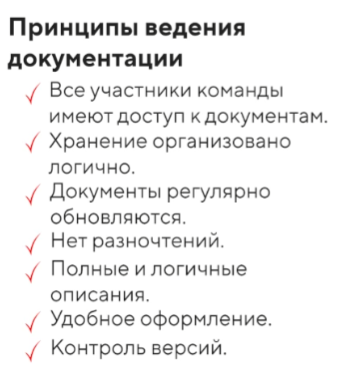 Принципы ведения
документации
Все участники команды
имеют доступ к документам.
Хранение организовано
логично.
Документы регулярно
обновляются.
Нет разночтений.
Полные и логичные
описания.
Удобное оформление.
Контроль версий.